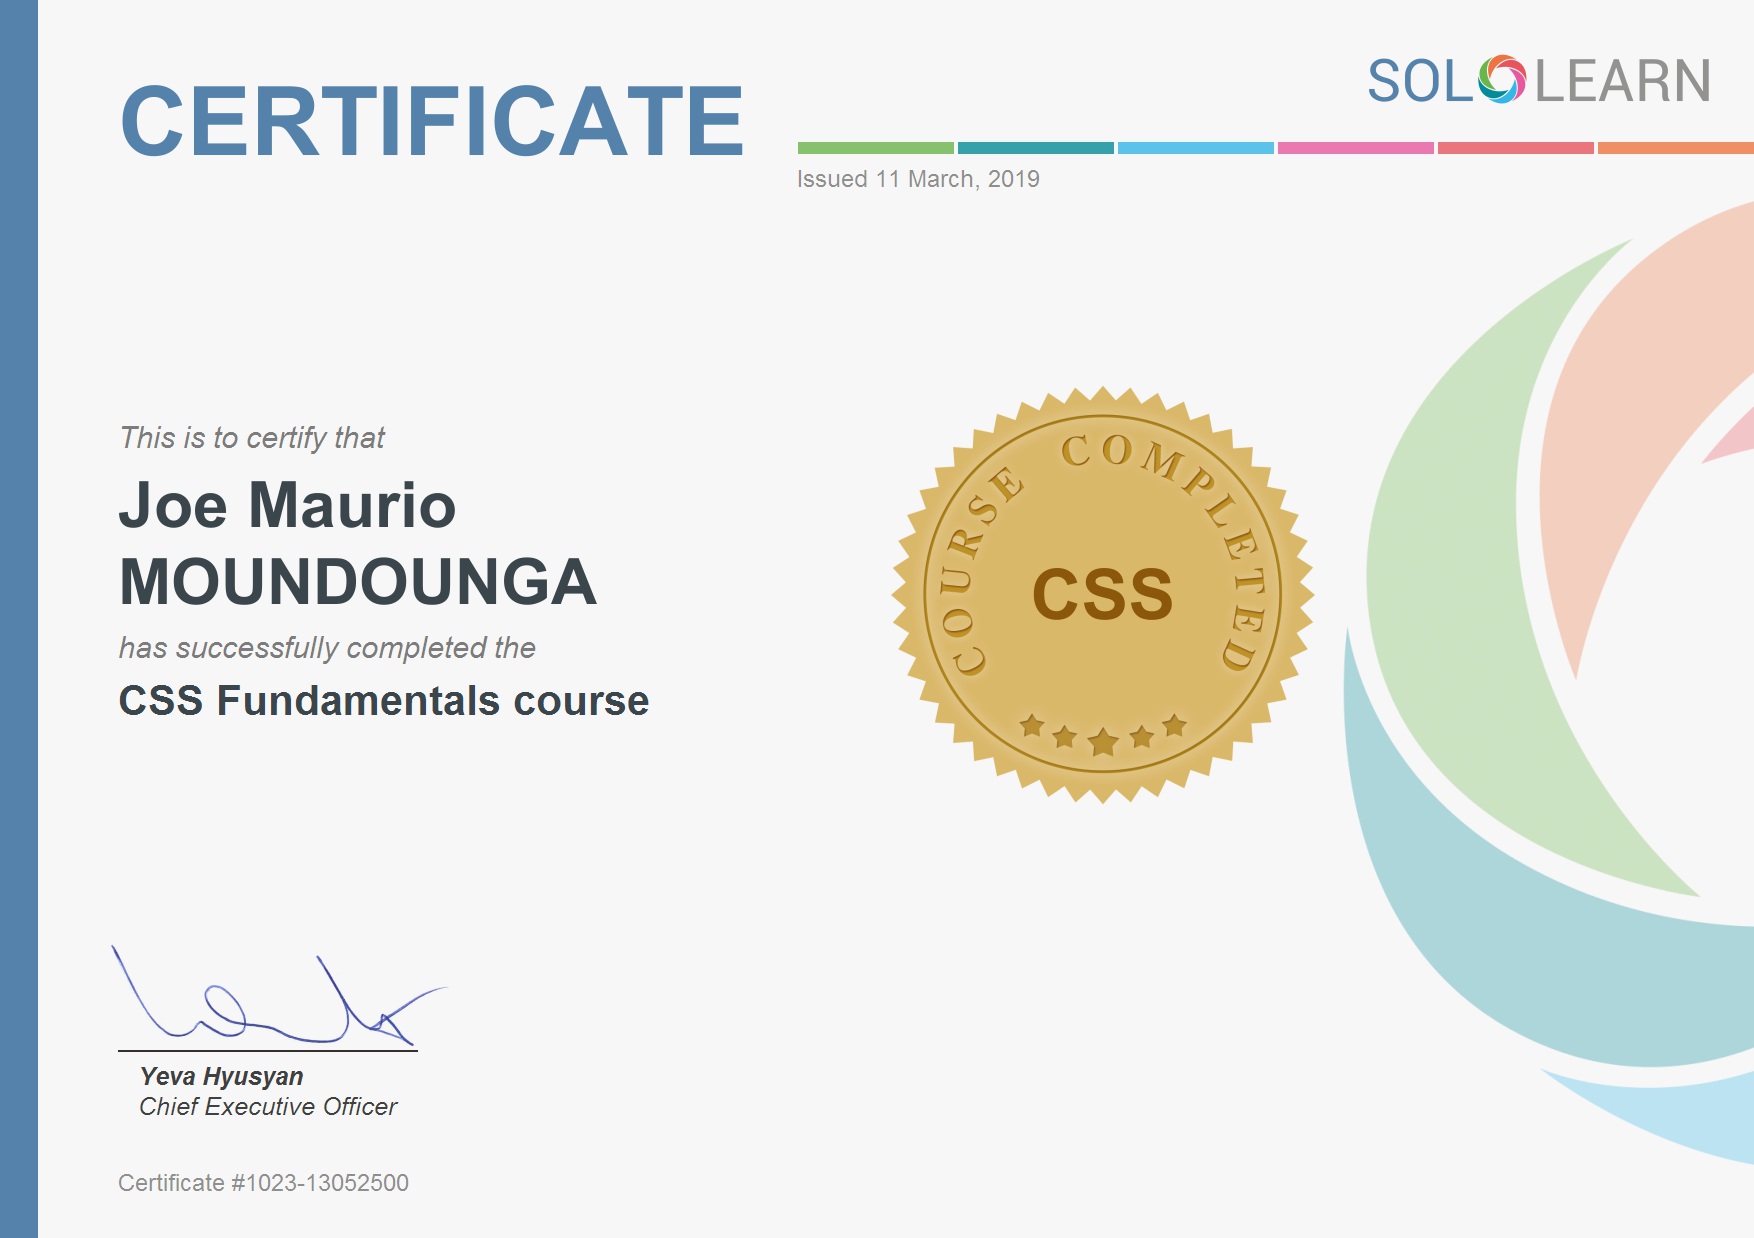 SOLOLEARN
CERTIFICATE
Issued 11 March, 2019
This is to certify that
Joe Maurio
MOUNDOUNGA
has successfully completed the
CSS Fundamentals course
COURSE COMPLETED
CSS
Yeva Hyusyan
Chief Executive Officer
Certificate #1023-13052500